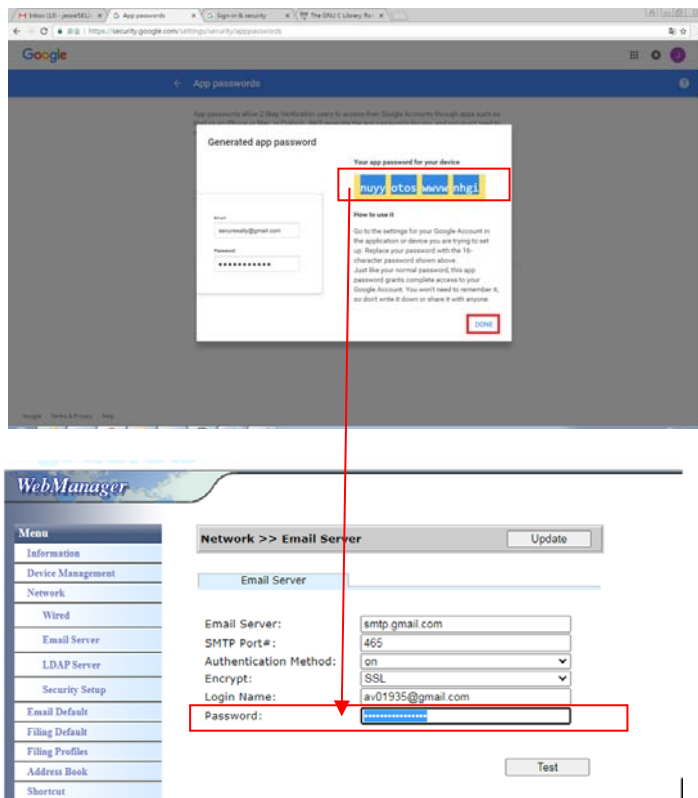 App passwords
Sign-in & security
https://security.google.com/settings/security/apppasswords
Google
App passwords
Generated app password
Your app password for your device
nuyy otos wwvw nhgi
Email
securesally@gmail.com
Password
How to use it
Go to the settings for your Google Account in
the application or device you are trying to set
up. Replace your password with the 16-
character password shown above.
Just like your normal password, this app
password grants complete access to your
Google Account. You won't need to remember it,
so don't write it down or share it with anyone.
DONE
Google Terms & Privacy Help
WebManager
Menu
Information
Device Management
Network
Wired
Email Server
LDAP Server
Security Setup
Email Default
Filing Default
Filing Profiles
Address Book
Shortcut
Network >> Email Server
Update
Email Server
Email Server: smtp.gmail.com
SMTP Port#: 465
Authentication Method: on
Encrypt: SSL
Login Name: av01935@gmail.com
Password:
Test